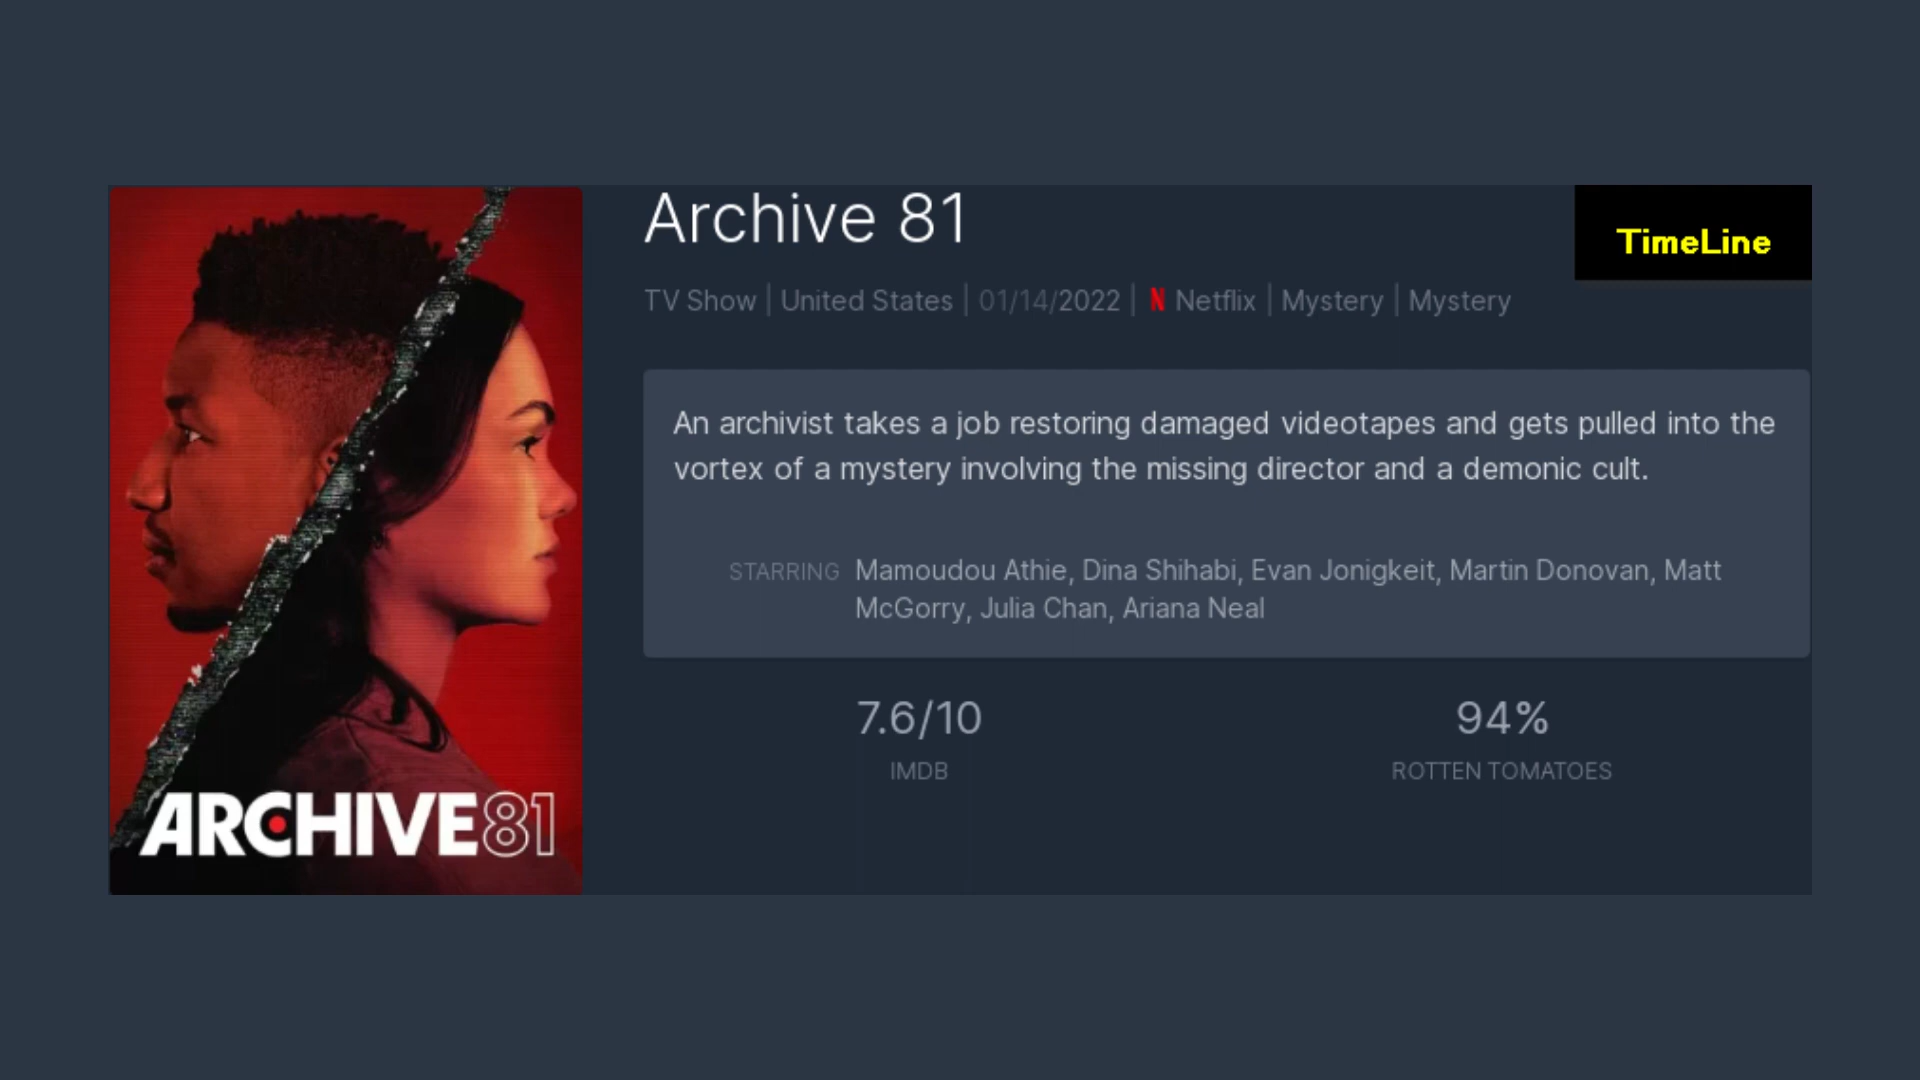 Archive 81
TimeLine
TV Show | United States | 01/14/2022 | N Netflix | Mystery | Mystery
An archivist takes a job restoring damaged videotapes and gets pulled into the
vortex of a mystery involving the missing director and a demonic cult.
STARRING Mamoudou Athie, Dina Shihabi, Evan Jonigkeit, Martin Donovan, Matt
McGorry, Julia Chan, Ariana Neal
7.6/10 94%
IMDB ROTTEN TOMATOES
ARCHIVE81